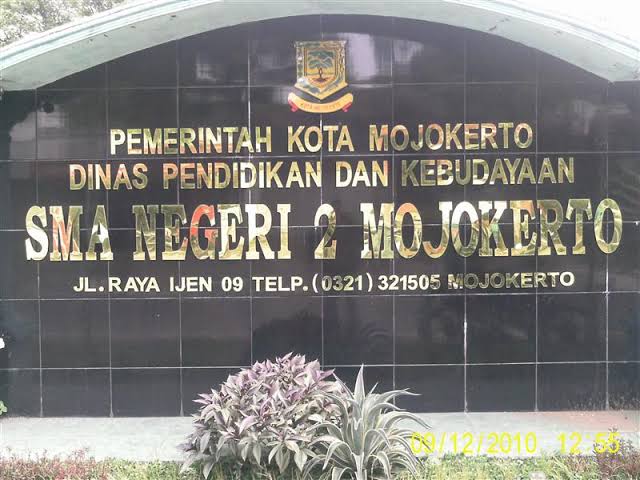 PEMERINTAH KOTA MOJOKERTO
DINAS PENDIDIKAN DAN KEBUDAYAAN
SMA NEGERI 2 MOJOKERTO
JL.RAYA IJEN 09 TELP.(0321) 321505 MOJOKERTO
09/12/2010 12:55